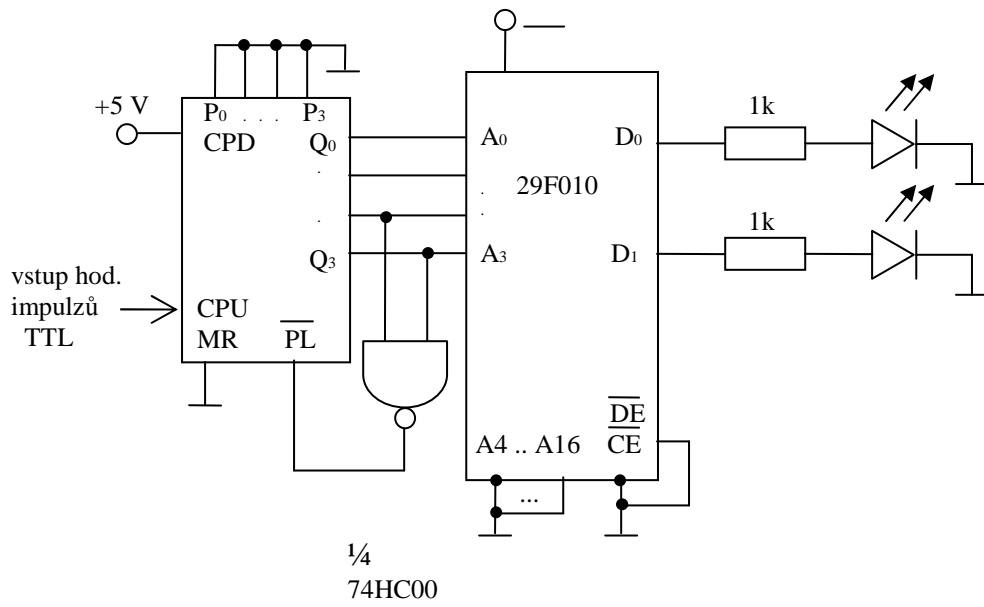 +5 V
P0 . . . P3
CPD
Q0
.
.
Q3
vstup hod.
impulzů
TTL
CPU
MR
PL
A0
.
.
A3
29F010
D0
D1
DE
CE
A4 .. A16
...
1k
1k
¼
74HC00